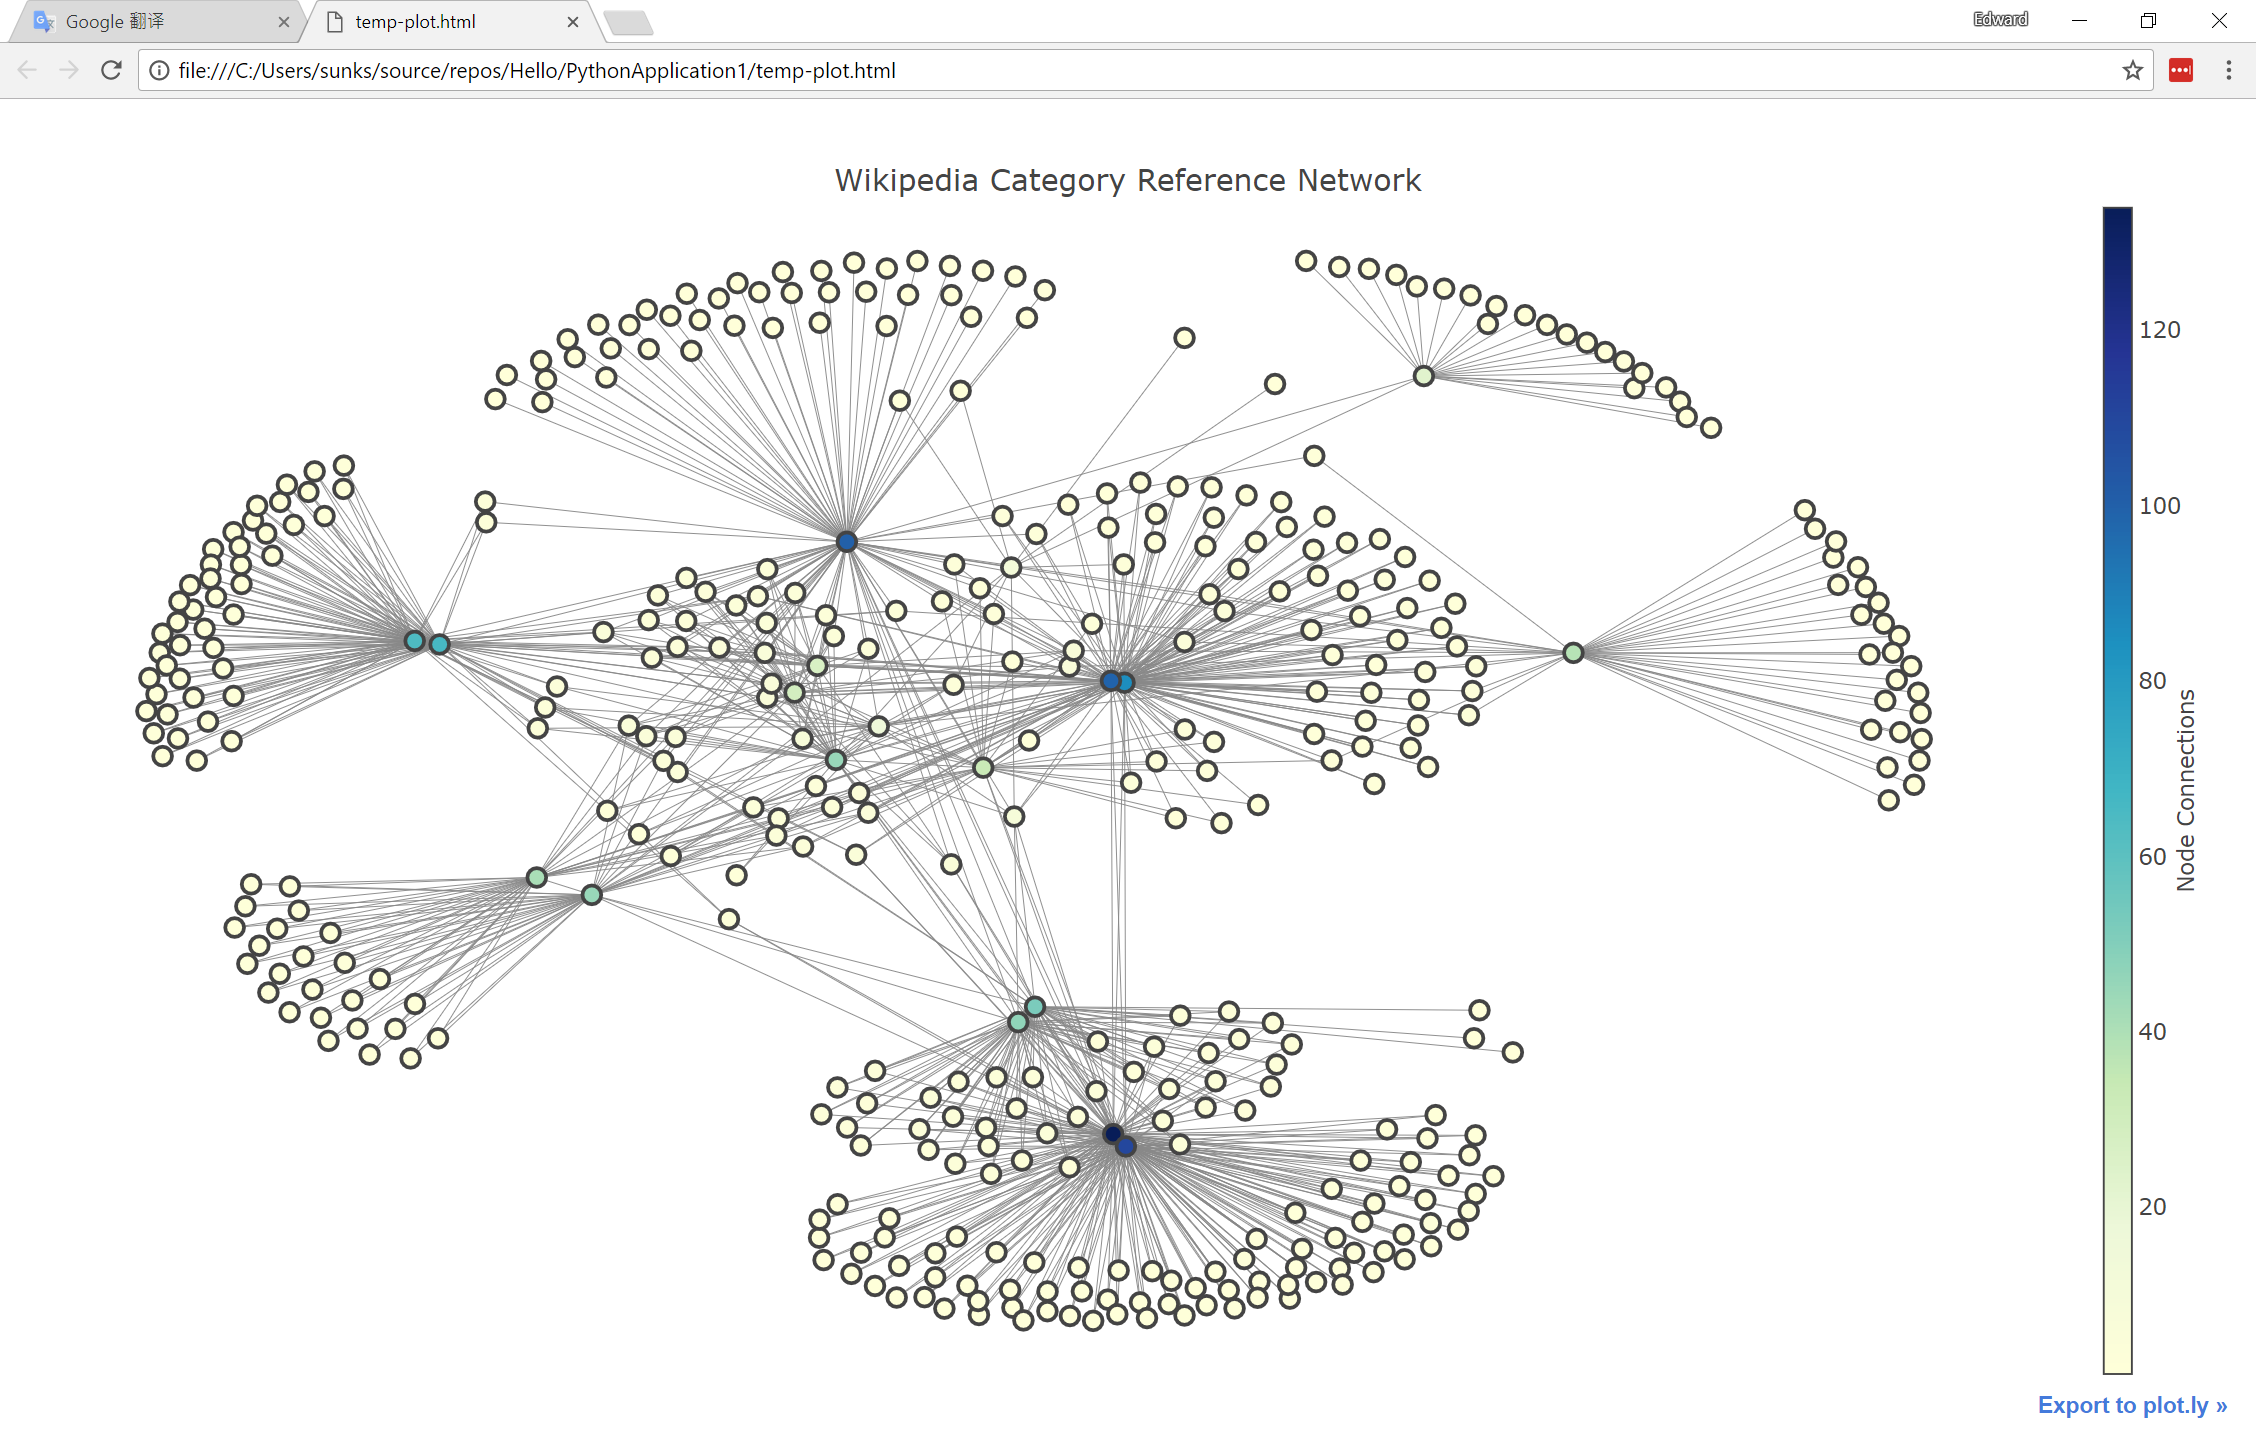 Google 翻译
temp-plot.html
Edward
file:///C:/Users/sunks/source/repos/Hello/PythonApplication1/temp-plot.html
Wikipedia Category Reference Network
120
100
80
60
40
20
Node Connections
Export to plot.ly »